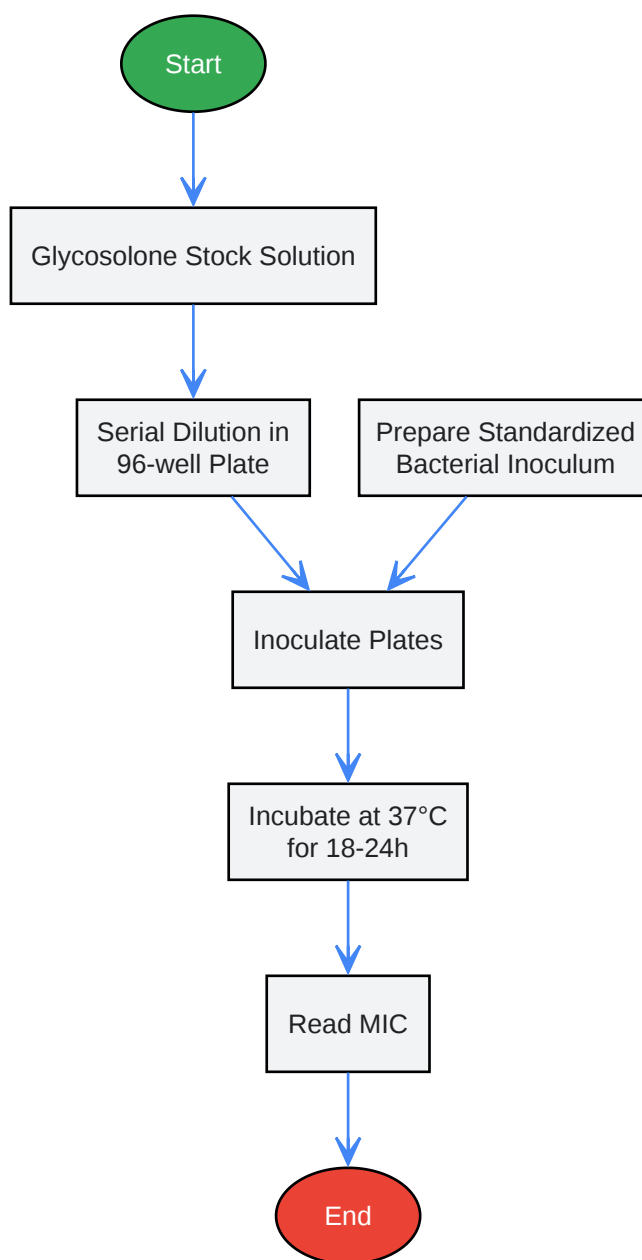 Start
Glycosolone Stock Solution
Serial Dilution in
96-well Plate
Prepare Standardized
Bacterial Inoculum
Inoculate Plates
Incubate at 37°C
for 18-24h
Read MIC
End